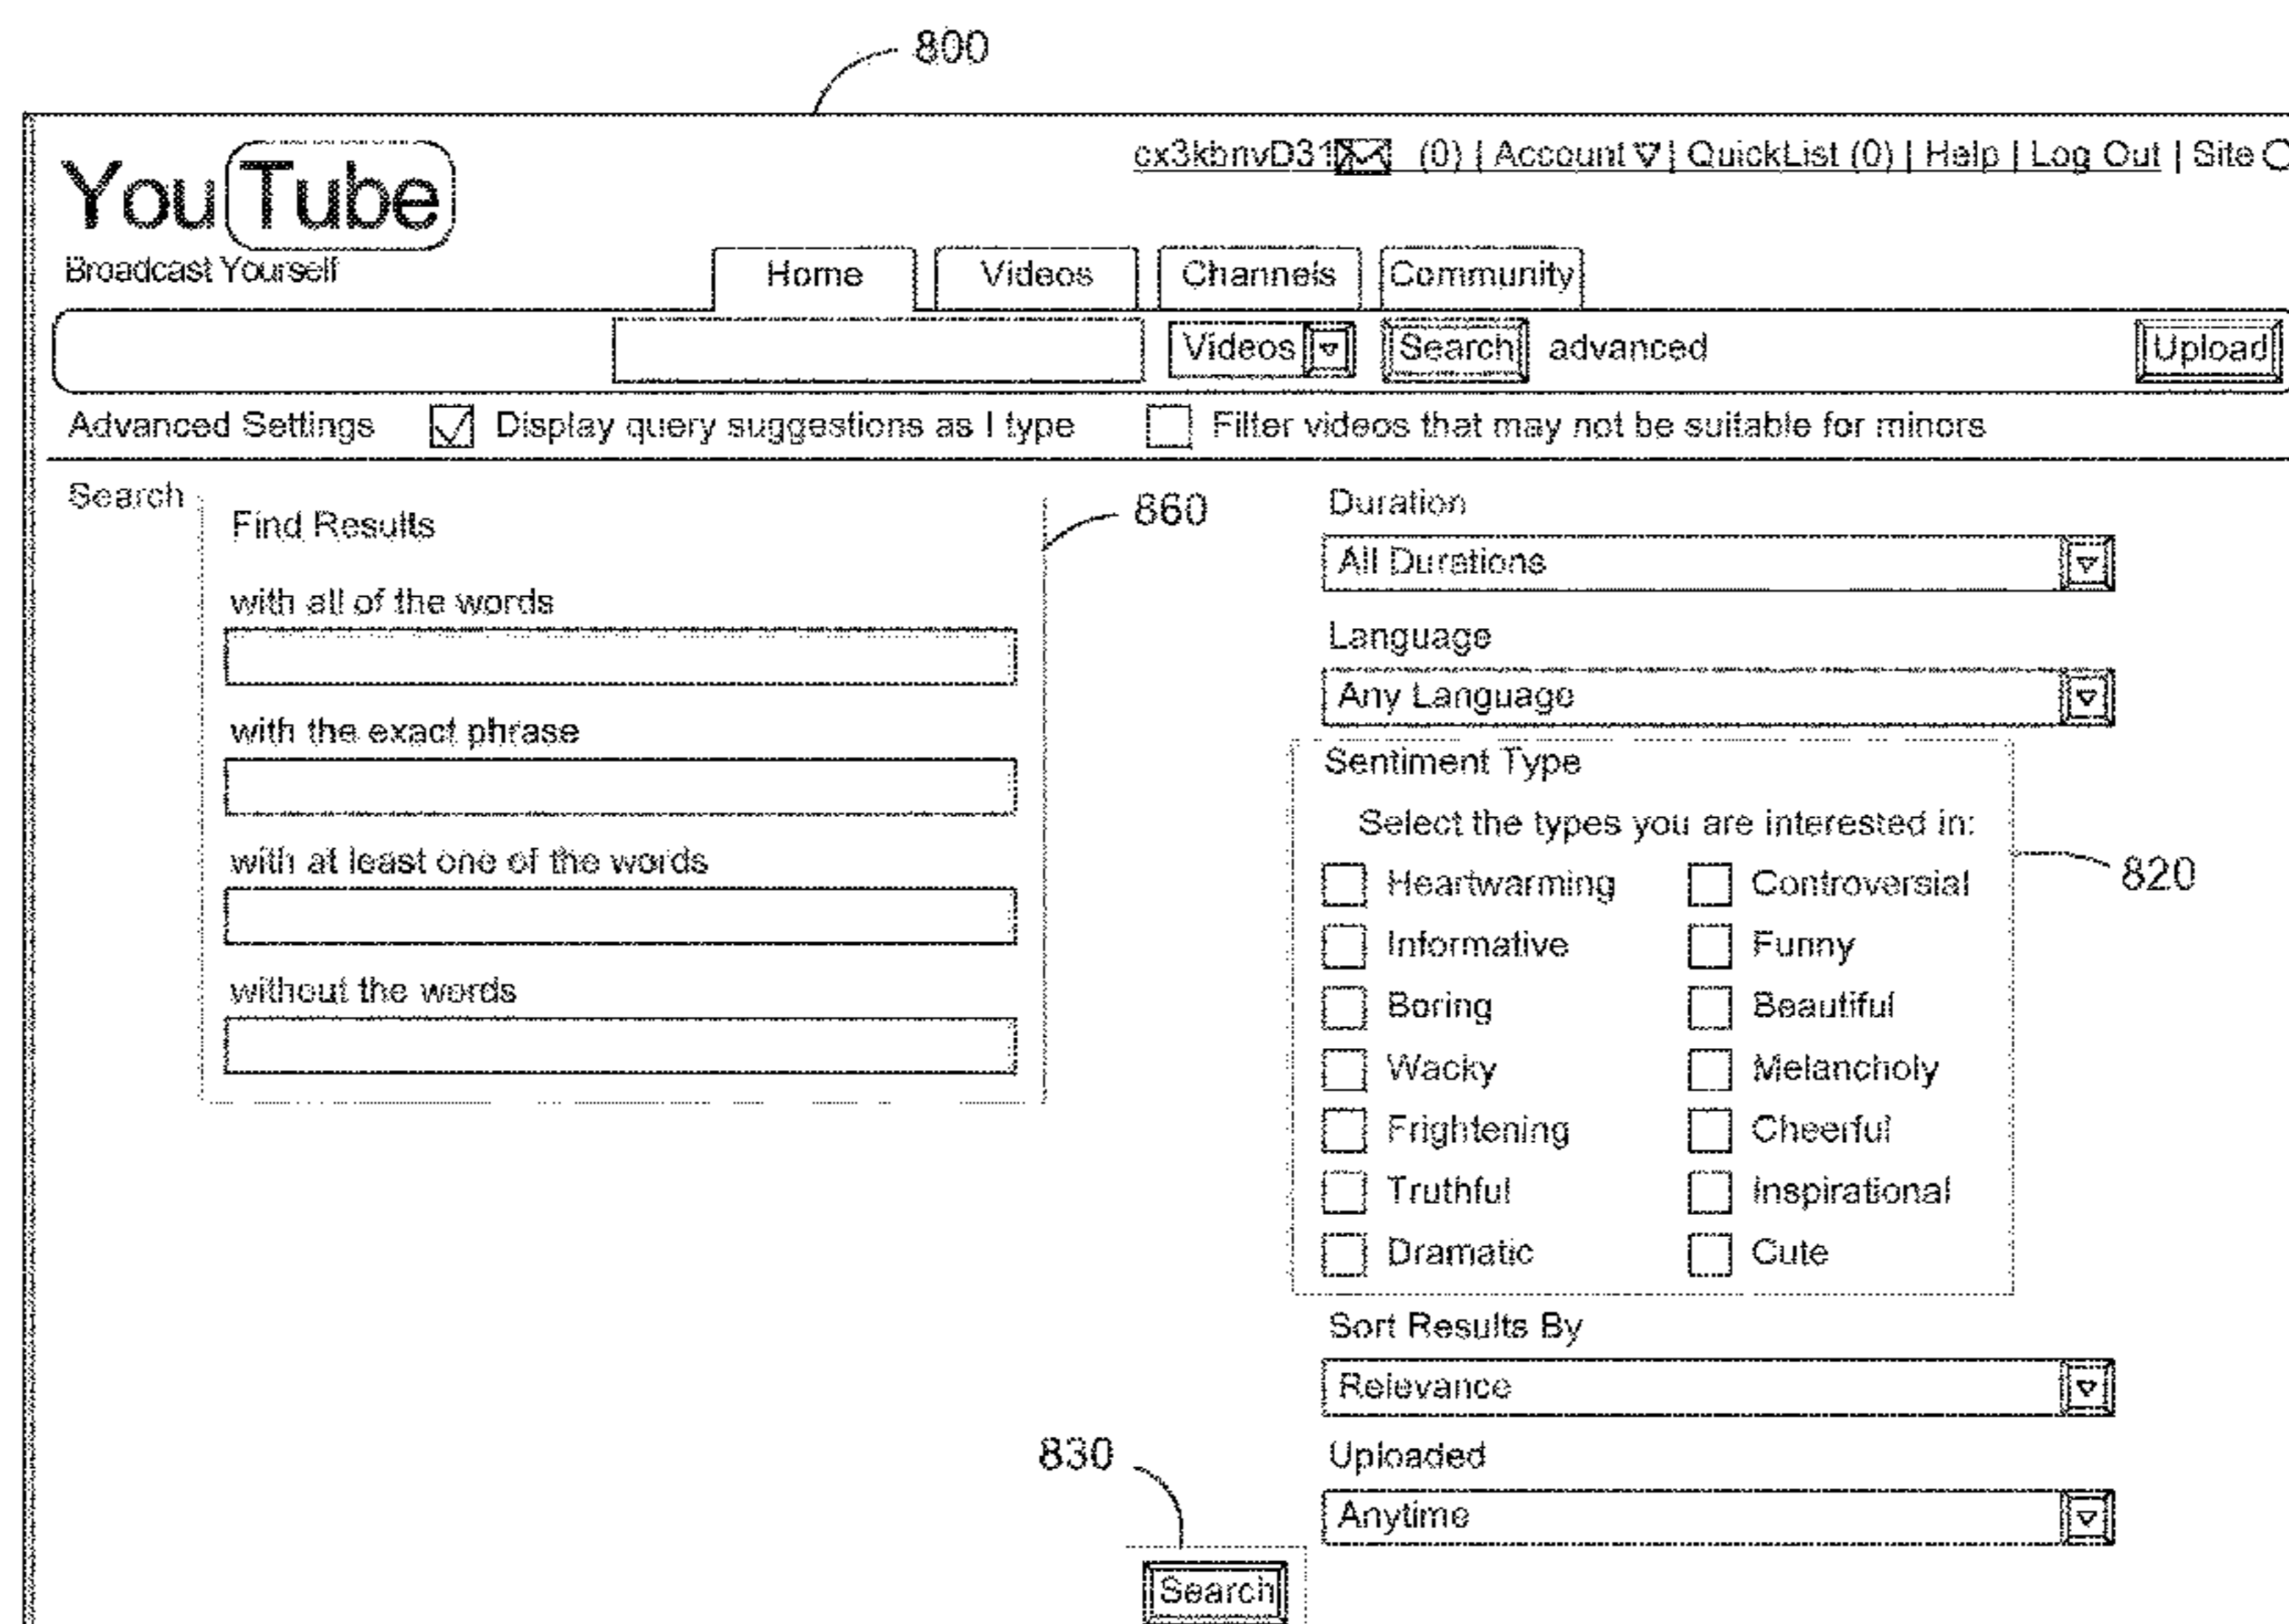 800
cx3kbnvD31 (0) | Account | QuickList (0) | Help | Log Out | Site
YouTube
Broadcast Yourself
Home Videos Channels Community
Videos Search advanced Upload
Advanced Settings Display query suggestions as I type Filter videos that may not be suitable for minors
Search
Find Results
860
with all of the words
with the exact phrase
with at least one of the words
without the words
Duration
All Durations
Language
Any Language
Sentiment Type
Select the types you are interested in:
820
Heartwarming Controversial
Informative Funny
Boring Beautiful
Wacky Melancholy
Frightening Cheerful
Truthful Inspirational
Dramatic Cute
Sort Results By
Relevance
Uploaded
Anytime
830
Search